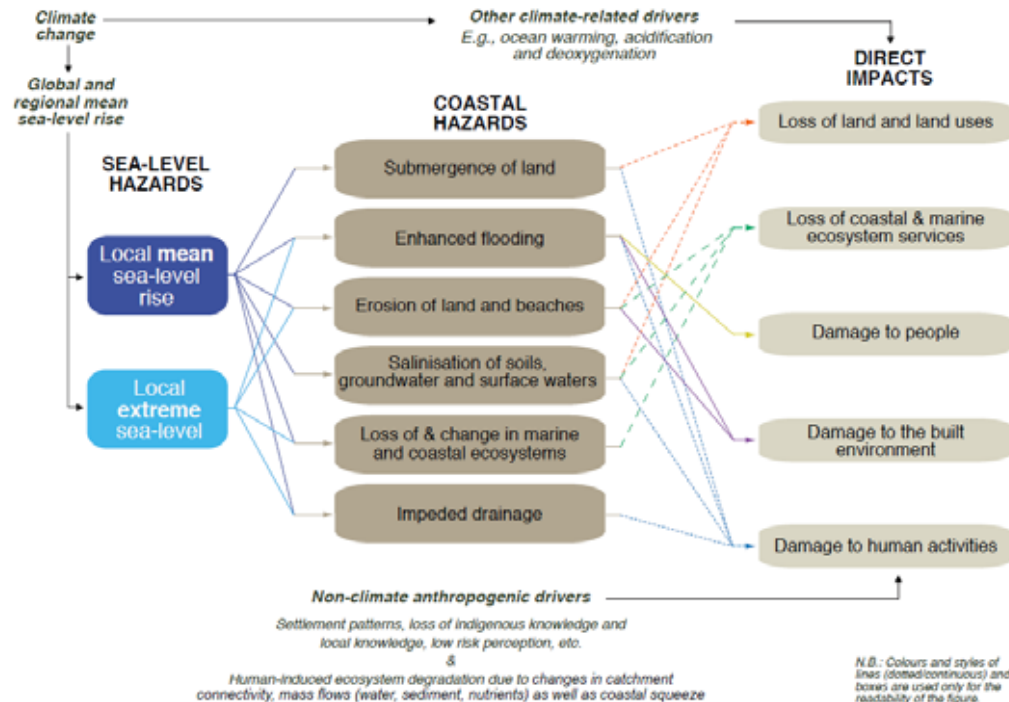 Climate
change
Other climate-related drivers
E.g., ocean warming, acidification
and deoxygenation
Global and
regional mean
sea-level rise
SEA-LEVEL
HAZARDS
COASTAL
HAZARDS
DIRECT
IMPACTS
Local mean
sea-level
rise
Local
extreme
sea-level
Submergence of land
Enhanced flooding
Erosion of land and beaches
Salinisation of soils,
groundwater and surface waters
Loss of & change in marine
and coastal ecosystems
Impeded drainage
Loss of land and land uses
Loss of coastal & marine
ecosystem services
Damage to people
Damage to the built
environment
Damage to human activities
Non-climate anthropogenic drivers
Settlement patterns, loss of indigenous knowledge and
local knowledge, low risk perception, etc.
&
Human-induced ecosystem degradation due to changes in catchment
connectivity, mass flows (water, sediment, nutrients) as well as coastal squeeze
N.B.: Colours and styles of
lines (dotted/continuous) and
boxes are used only for the
readability of the figure.